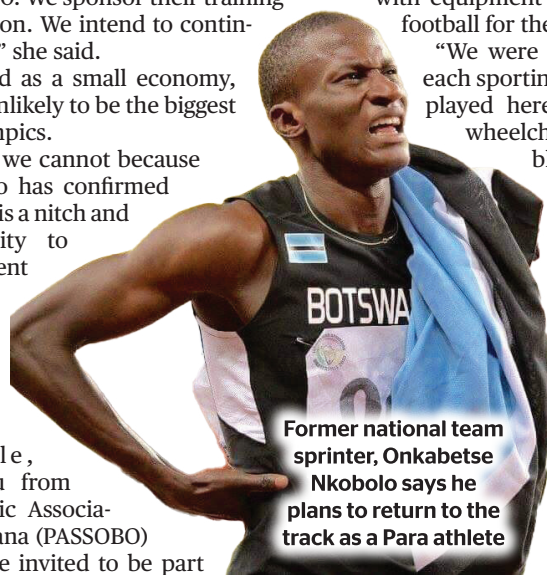 o. We sponsor their training
on. We intend to contin-
” she said.
d as a small economy,
nlikely to be the biggest
mpics.
we cannot because
o has confirmed
is a nitch and
ity to
ent
le,
u from
ic Associa-
ana (PASSOBO)
e invited to be part
with equipment
football for the
“We were
each sportin
played here
wheelch
bl
BOTSWA
Former national team
sprinter, Onkabetse
Nkobolo says he
plans to return to the
track as a Para athlete